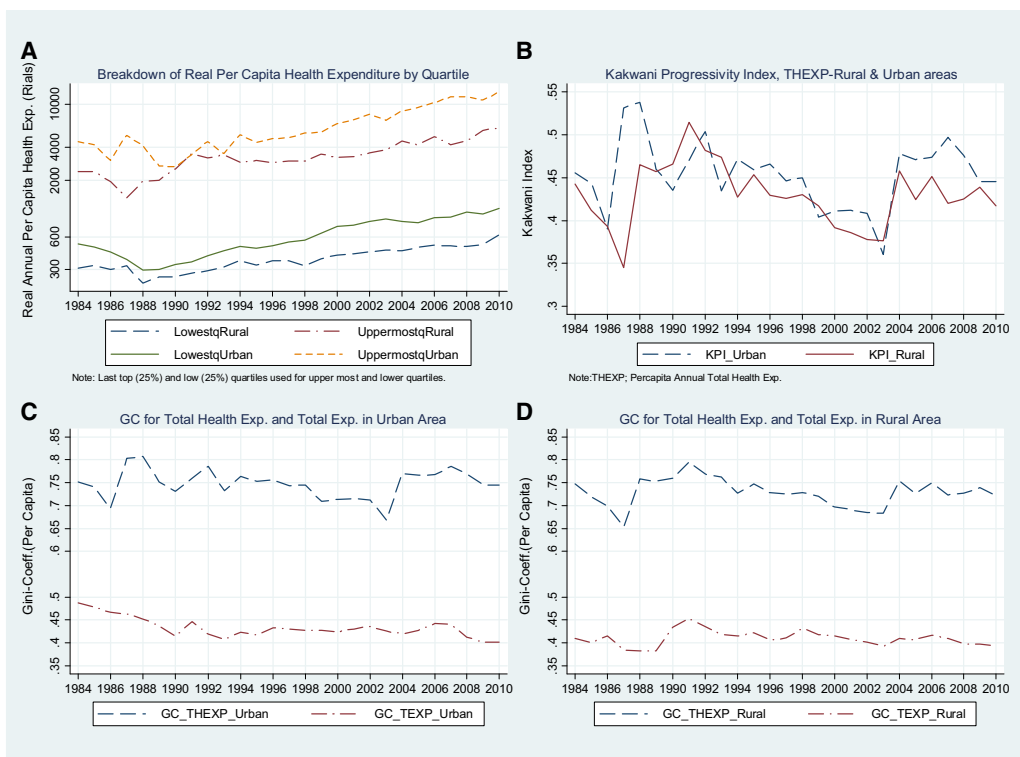 A
Breakdown of Real Per Capita Health Expenditure by Quartile
Real Annual Per Capita Health Exp. (Rials)
10000
4000
2000
600
300
1984 1986 1988 1990 1992 1994 1996 1998 2000 2002 2004 2006 2008 2010
LowestqRural UppermostqRural
LowestqUrban UppermostqUrban
Note: Last top (25%) and low (25%) quartiles used for upper most and lower quartiles.
B
Kakwani Progressivity Index, THEXP-Rural & Urban areas
Kakwani Index
.55
.5
.45
.4
.35
.3
1984 1986 1988 1990 1992 1994 1996 1998 2000 2002 2004 2006 2008 2010
KPI_Urban KPI_Rural
Note:THEXP; Percapita Annual Total Health Exp.
C
GC for Total Health Exp. and Total Exp. in Urban Area
Gini-Coeff.(Per Capita)
.85
.8
.75
.7
.65
.6
.5
.45
.4
.35
1984 1986 1988 1990 1992 1994 1996 1998 2000 2002 2004 2006 2008 2010
GC_THEXP_Urban GC_TEXP_Urban
D
GC for Total Health Exp. and Total Exp. in Rural Area
Gini-Coeff.(Per Capita)
.85
.8
.75
.7
.65
.6
.5
.45
.4
.35
1984 1986 1988 1990 1992 1994 1996 1998 2000 2002 2004 2006 2008 2010
GC_THEXP_Rural GC_TEXP_Rural